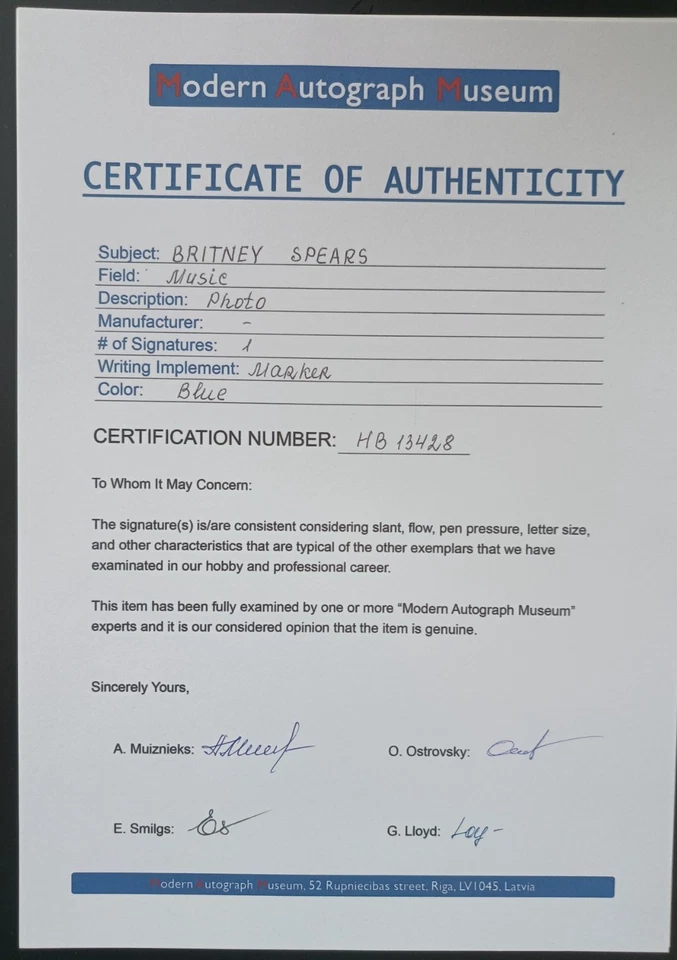 Modern Autograph Museum
CERTIFICATE OF AUTHENTICITY
Subject: BRITNEY SPEARS
Field: Music
Description: Photo
Manufacturer: -
# of Signatures: 1
Writing Implement: Marker
Color: Blue
CERTIFICATION NUMBER: HB 13428
To Whom It May Concern:
The signature(s) is/are consistent considering slant, flow, pen pressure, letter size,
and other characteristics that are typical of the other exemplars that we have
examined in our hobby and professional career.
This item has been fully examined by one or more "Modern Autograph Museum"
experts and it is our considered opinion that the item is genuine.
Sincerely Yours,
A. Muiznieks:
O. Ostrovsky:
E. Smilgs:
G. Lloyd:
Modern Autograph Museum, 52 Rupniecibas street, Riga, LV1045, Latvia